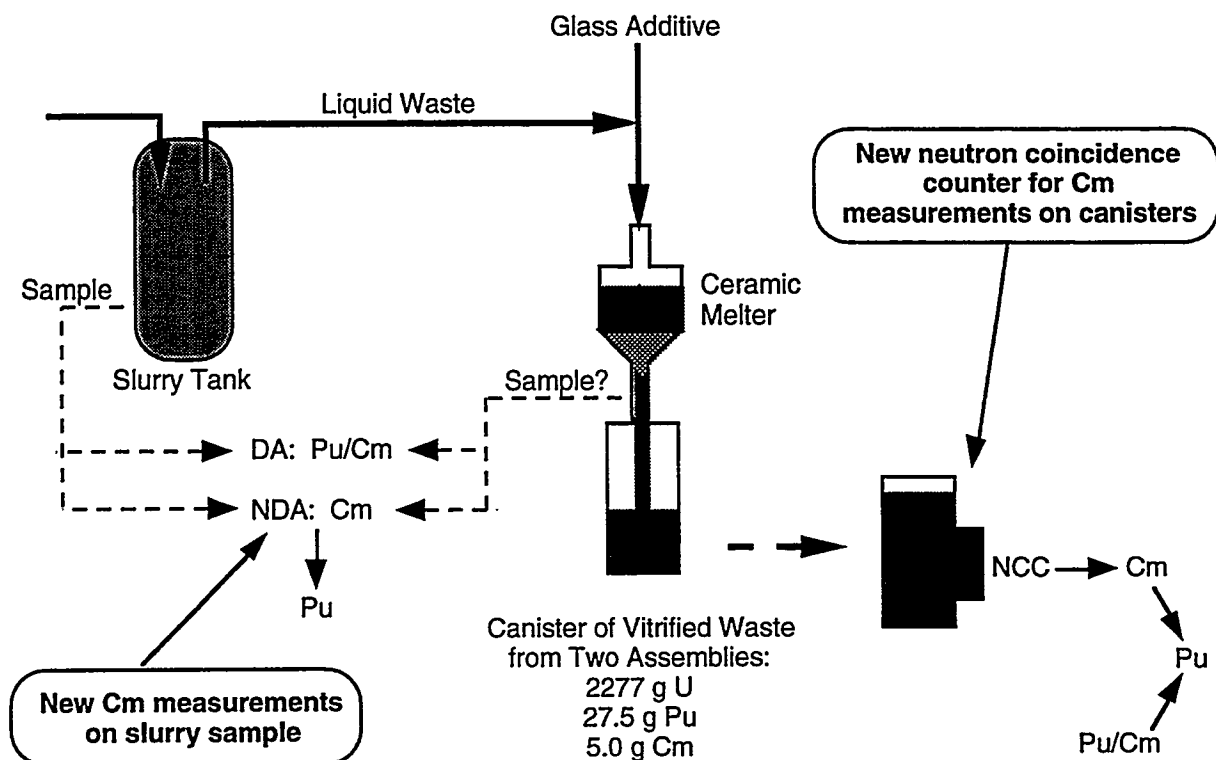 Glass Additive
Liquid Waste
New neutron coincidence
counter for Cm
measurements on canisters
Sample
Ceramic
Melter
Slurry Tank
Sample?
DA: Pu/Cm
NDA: Cm
NCC
Cm
Pu
Canister of Vitrified Waste
from Two Assemblies:
2277 g U
27.5 g Pu
5.0 g Cm
Pu
New Cm measurements
on slurry sample
Pu/Cm